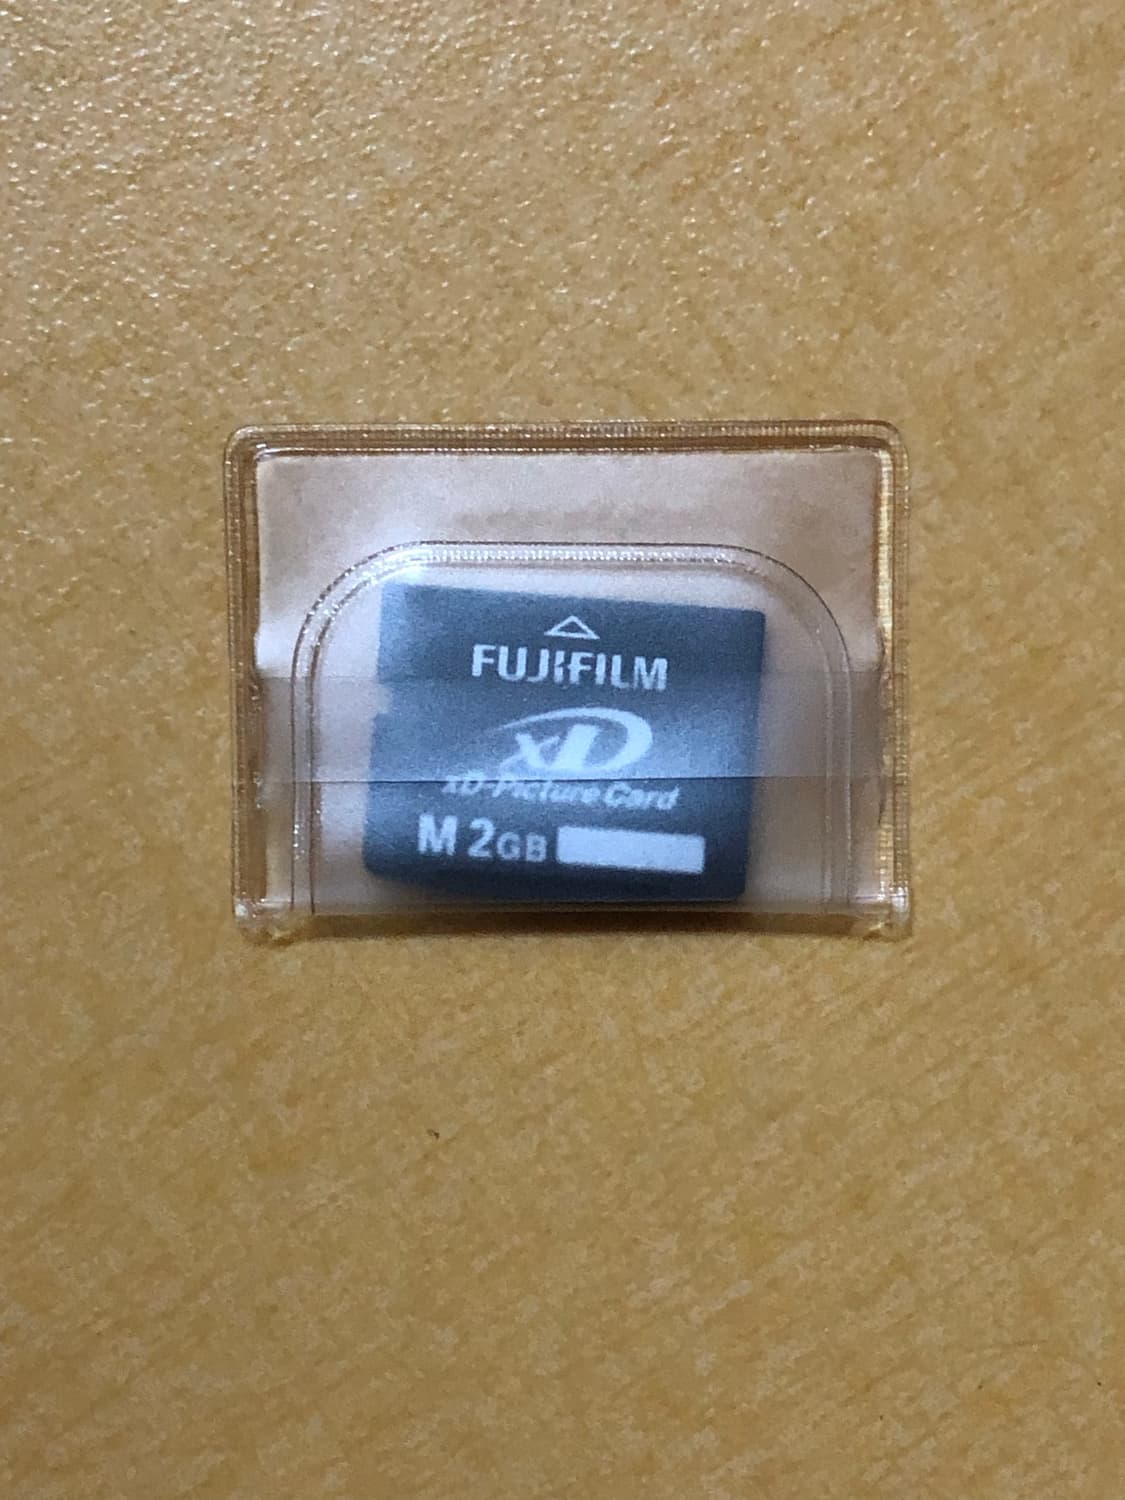 FUJIFILM
xD
xD-Picture Card
M 2GB